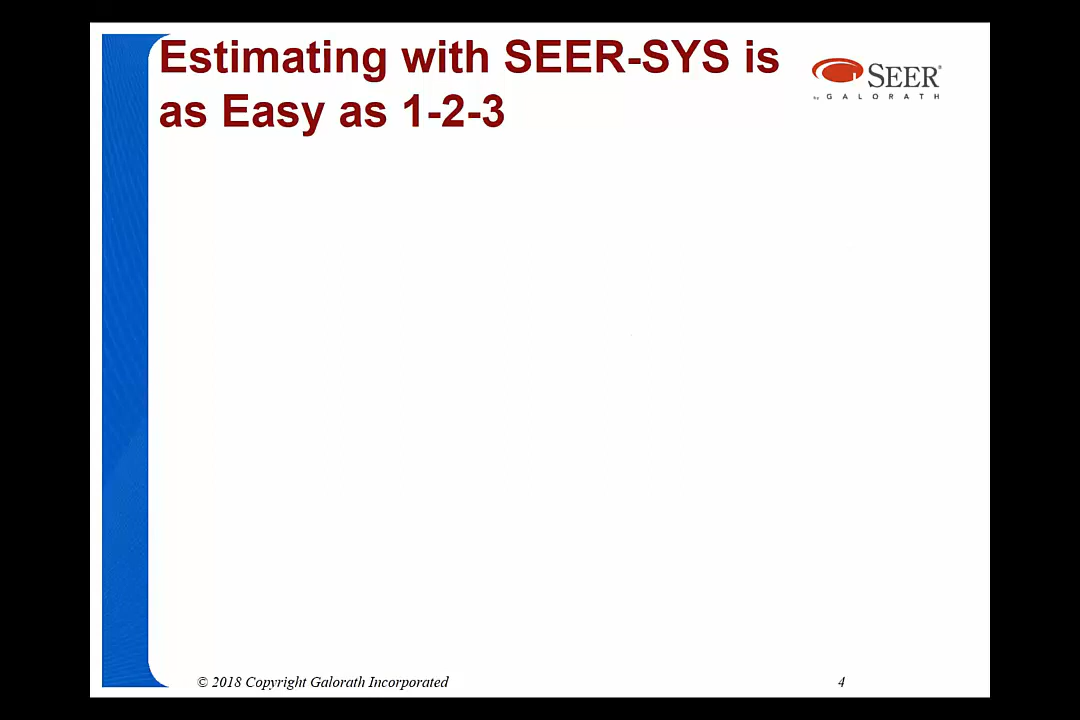 Estimating with SEER-SYS is
as Easy as 1-2-3
SEER®
by GALORATH
© 2018 Copyright Galorath Incorporated
4